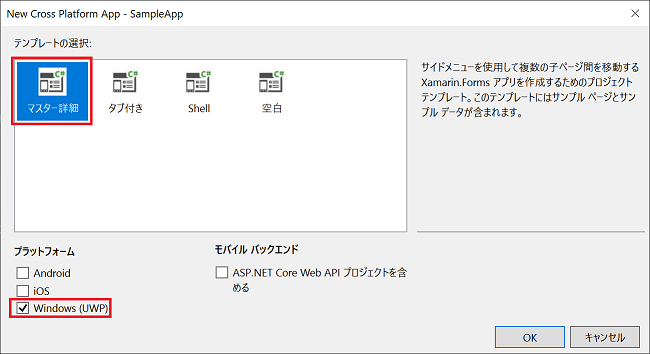 New Cross Platform App - SampleApp
テンプレートの選択:
C#
C#
C#
C#
マスター詳細
タブ付き
Shell
空白
サイドメニューを使用して複数の子ページ間を移動する
Xamarin.Forms アプリを作成するためのプロジェクト
テンプレート。このテンプレートにはサンプル ページとサン
プル データが含まれます。
プラットフォーム
Android
iOS
Windows (UWP)
モバイル バックエンド
ASP.NET Core Web API プロジェクトを含
める
OK
キャンセル